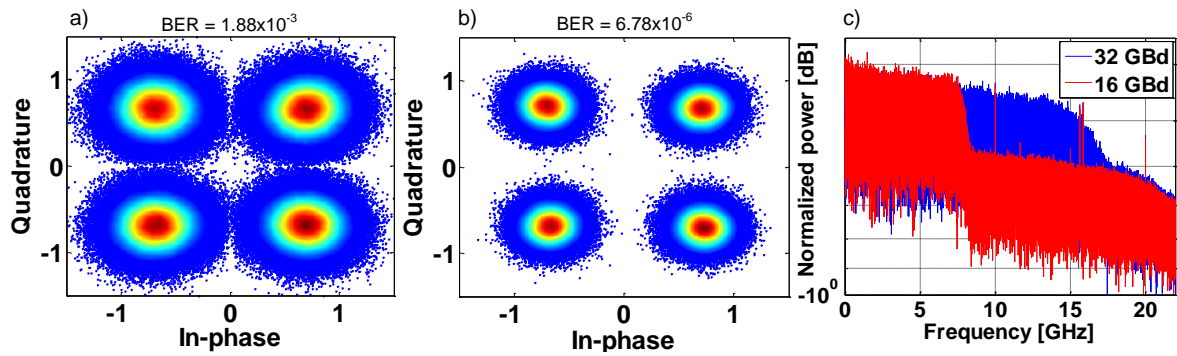 a)
BER = 1.88x10⁻³
Quadrature
1
0
-1
-1
0
1
In-phase
b)
BER = 6.78x10⁻⁶
Quadrature
1
0
-1
-1
0
1
In-phase
c)
Normalized power [dB]
32 GBd
16 GBd
-10⁰
0
5
10
15
20
Frequency [GHz]